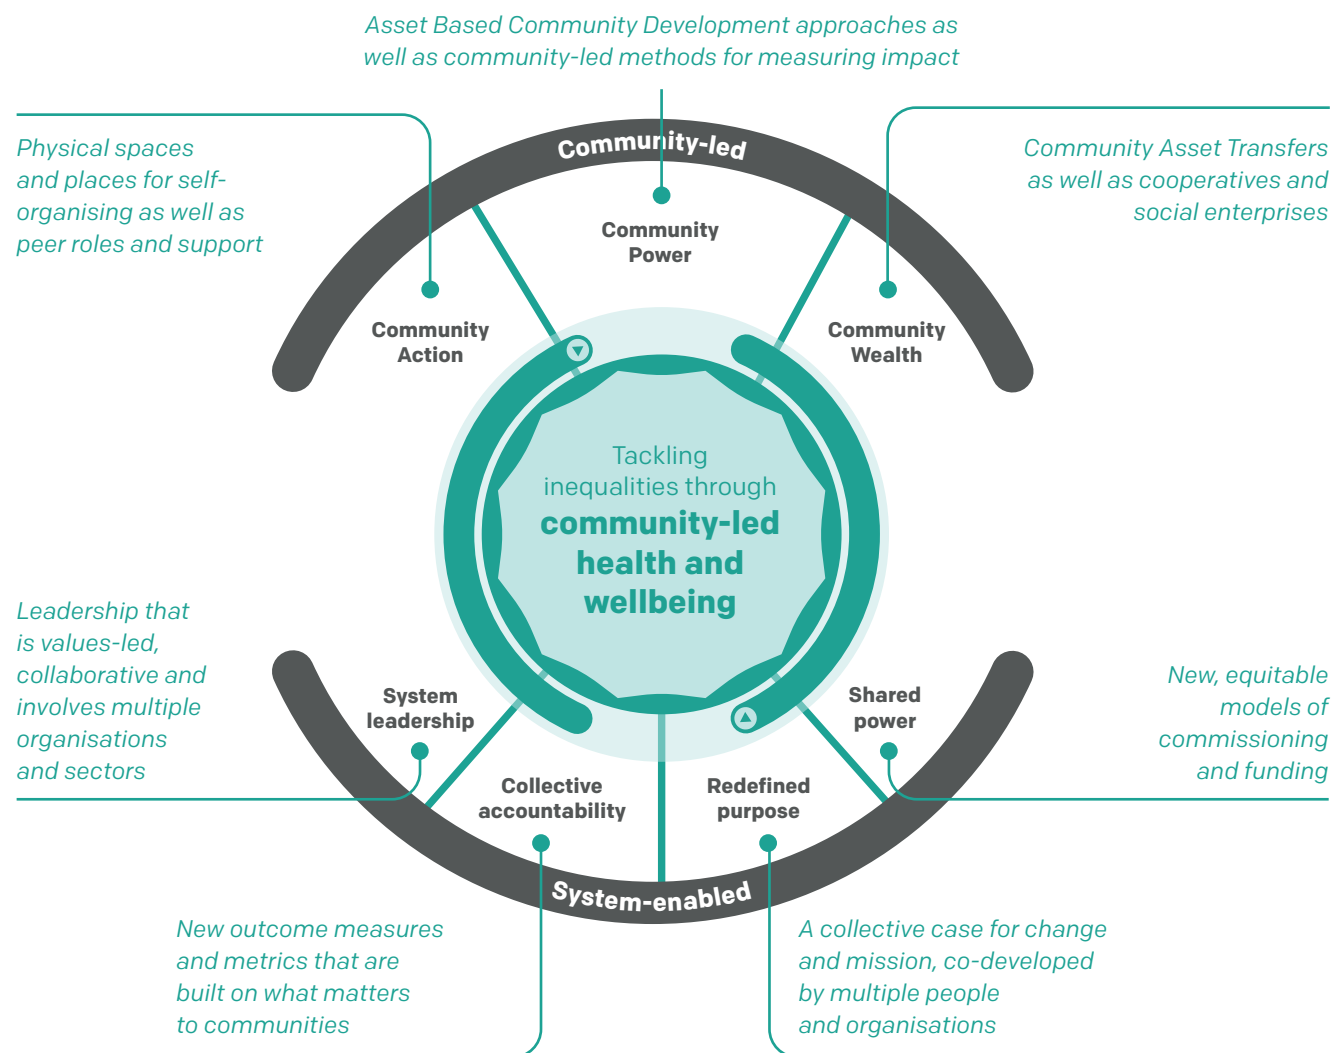 Asset Based Community Development approaches as
well as community-led methods for measuring impact
Physical spaces
and places for self-
organising as well as
peer roles and support
Community Asset Transfers
as well as cooperatives and
social enterprises
Community-led
Community
Power
Community
Action
Community
Wealth
Tackling
inequalities through
community-led
health and
wellbeing
Leadership that
is values-led,
collaborative and
involves multiple
organisations
and sectors
System
leadership
Shared
power
New, equitable
models of
commissioning
and funding
Collective
accountability
Redefined
purpose
System-enabled
New outcome measures
and metrics that are
built on what matters
to communities
A collective case for change
and mission, co-developed
by multiple people
and organisations